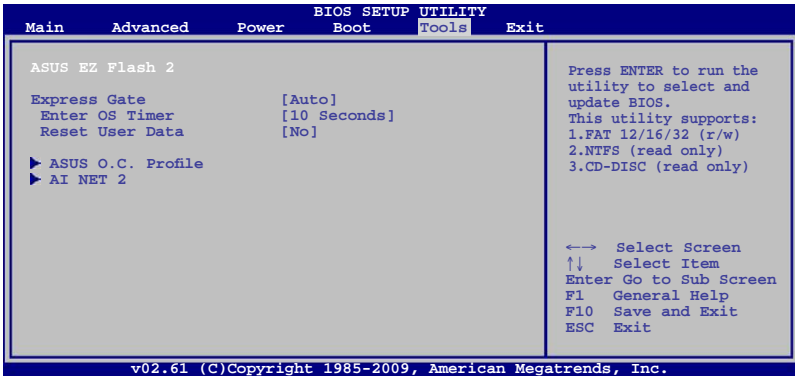 BIOS SETUP UTILITY
Main Advanced Power Boot Tools Exit
ASUS EZ Flash 2
Express Gate [Auto]
Enter OS Timer [10 Seconds]
Reset User Data [No]
▶ ASUS O.C. Profile
▶ AI NET 2
Press ENTER to run the
utility to select and
update BIOS.
This utility supports:
1.FAT 12/16/32 (r/w)
2.NTFS (read only)
3.CD-DISC (read only)
←→ Select Screen
↑↓ Select Item
Enter Go to Sub Screen
F1 General Help
F10 Save and Exit
ESC Exit
v02.61 (C)Copyright 1985-2009, American Megatrends, Inc.